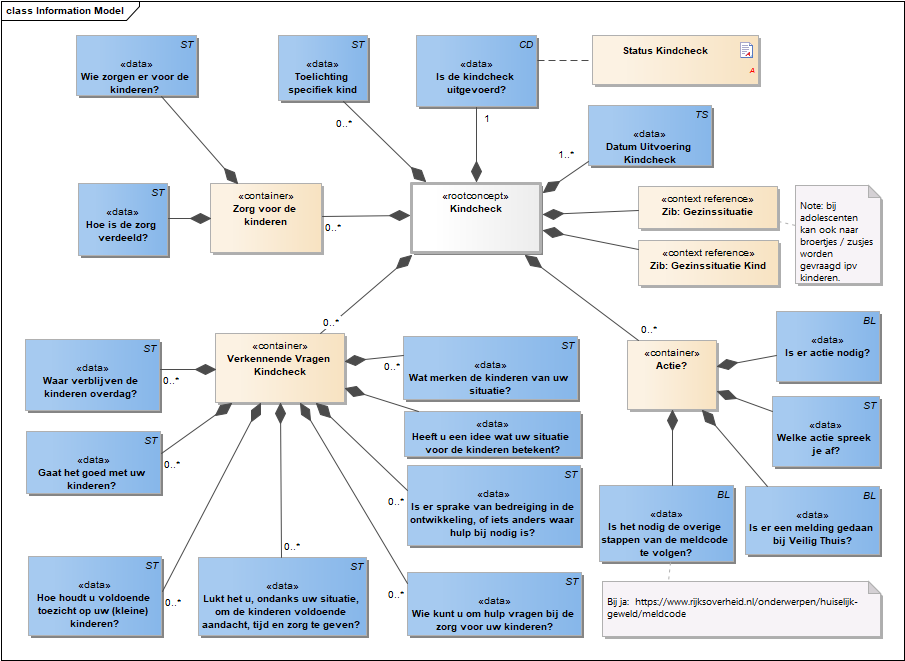 class Information Model
ST
«data»
Wie zorgen er voor de
kinderen?
ST
«data»
Toelichting
specifiek kind
CD
«data»
Is de kindcheck
uitgevoerd?
Status Kindcheck
A
0..*
1
TS
«data»
Datum Uitvoering
Kindcheck
1..*
ST
«data»
Hoe is de zorg
verdeeld?
«container»
Zorg voor de
kinderen
0..*
«rootconcept»
Kindcheck
«context reference»
Zib: Gezinssituatie
«context reference»
Zib: Gezinssituatie Kind
Note: bij
adolescenten
kan ook naar
broertjes / zusjes
worden
gevraagd ipv
kinderen.
0..*
0..*
ST
«data»
Waar verblijven de
kinderen overdag?
0..*
«container»
Verkennende Vragen
Kindcheck
0..*
ST
«data»
Wat merken de kinderen van uw
situatie?
«container»
Actie?
BL
«data»
Is er actie nodig?
ST
«data»
Gaat het goed met uw
kinderen?
0..*
«data»
Heeft u een idee wat uw situatie
voor de kinderen betekent?
ST
«data»
Welke actie spreek
je af?
0..*
ST
«data»
Is er sprake van bedreiging in de
ontwikkeling, of iets anders waar
hulp bij nodig is?
BL
«data»
Is het nodig de overige
stappen van de meldcode
te volgen?
BL
«data»
Is er een melding gedaan
bij Veilig Thuis?
ST
«data»
Hoe houdt u voldoende
toezicht op uw (kleine)
kinderen?
0..*
0..*
ST
«data»
Lukt het u, ondanks uw situatie,
om de kinderen voldoende
aandacht, tijd en zorg te geven?
0..*
ST
«data»
Wie kunt u om hulp vragen bij de
zorg voor uw kinderen?
Bij ja: https://www.rijksoverheid.nl/onderwerpen/huiselijk-
geweld/meldcode